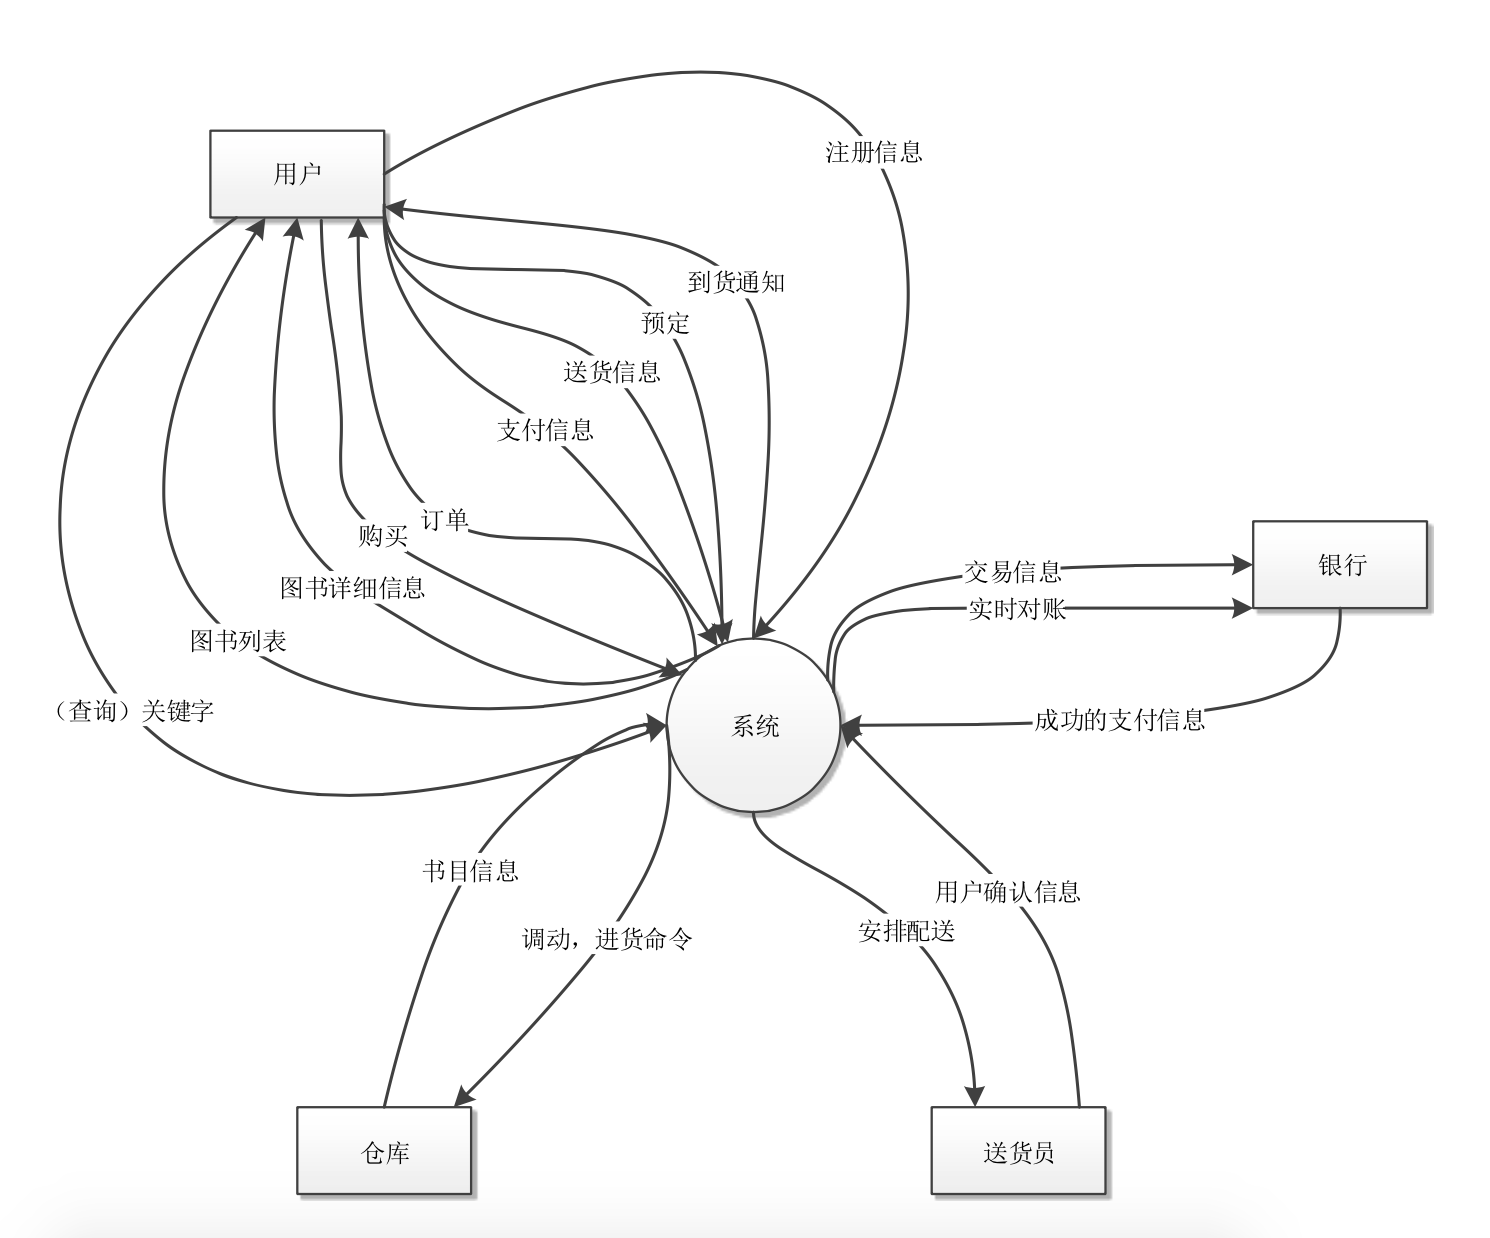 用户
注册信息
到货通知
预定
送货信息
支付信息
订单
购买
图书详细信息
图书列表
（查询）关键字
交易信息
实时对账
银行
成功的支付信息
系统
书目信息
调动，进货命令
用户确认信息
安排配送
仓库
送货员